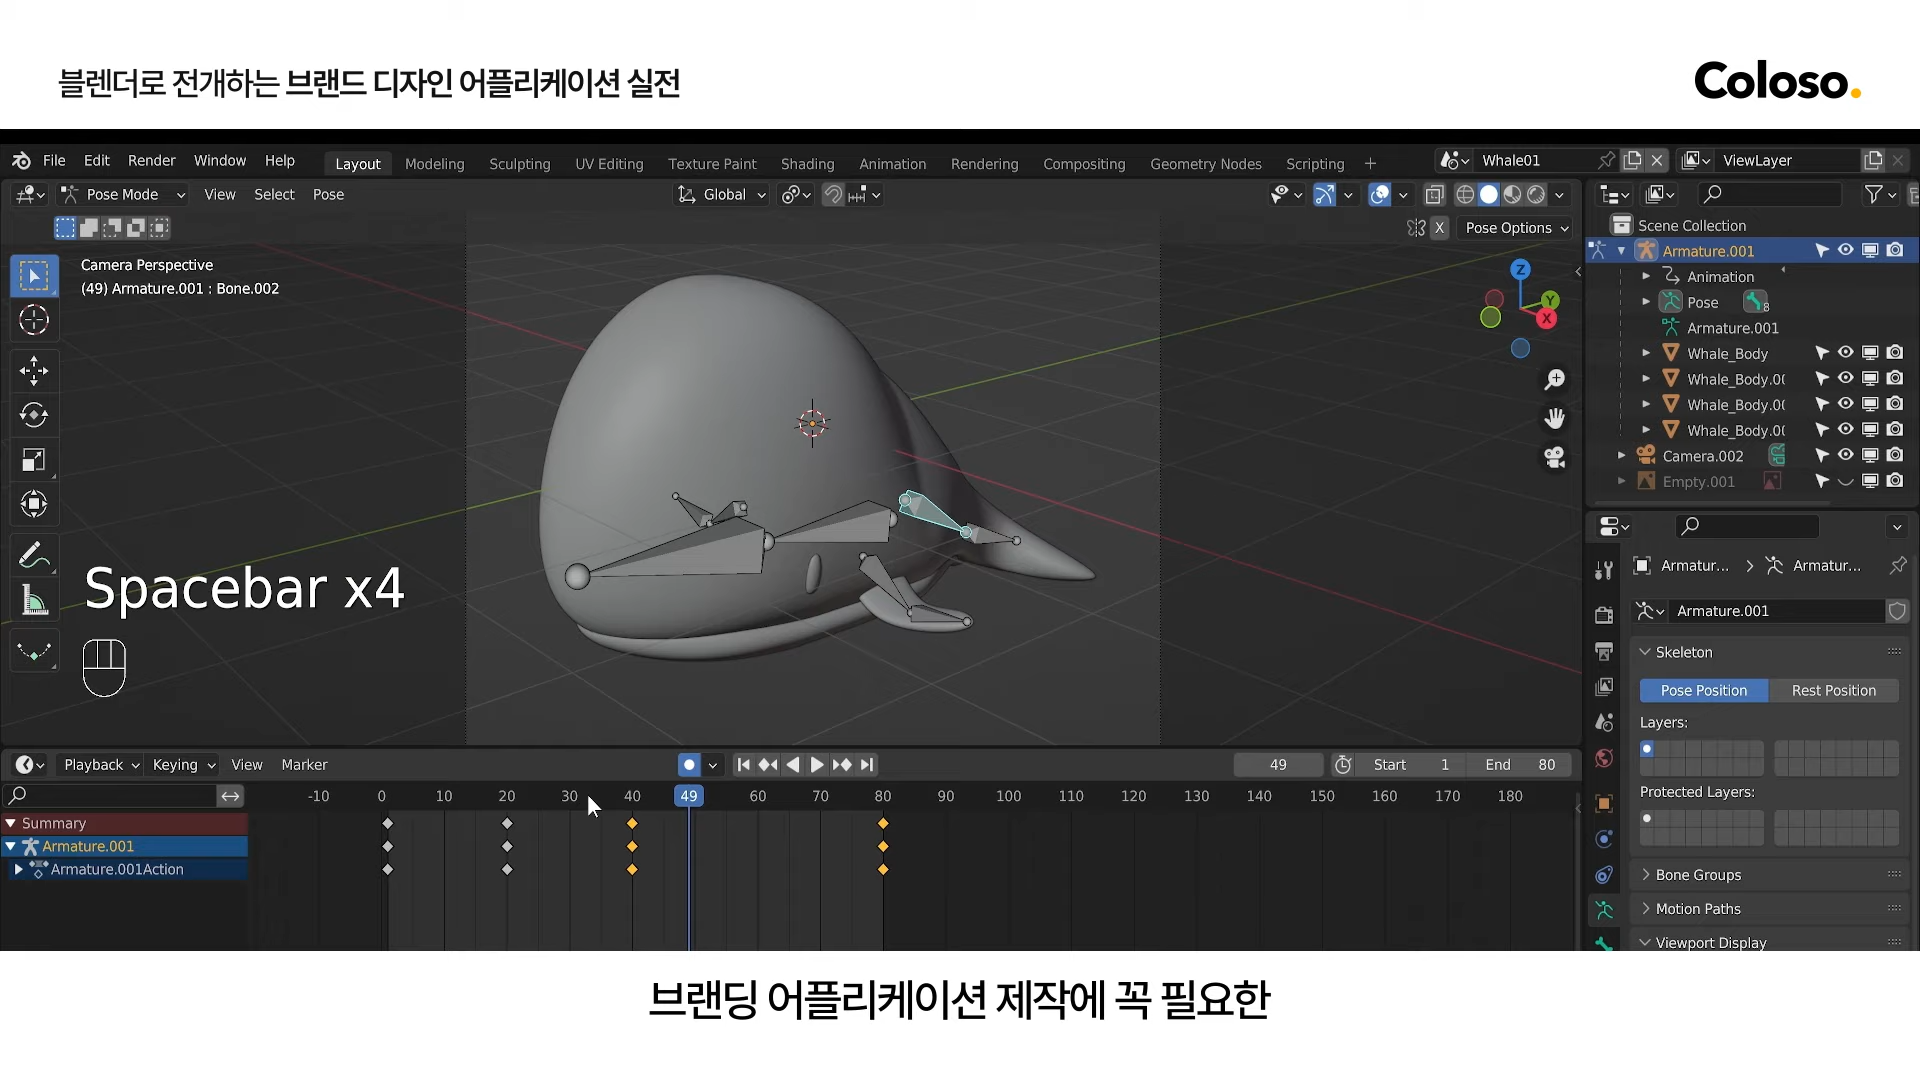 블렌더로 전개하는 브랜드 디자인 어플리케이션 실전
Coloso.
File Edit Render Window Help Layout Modeling Sculpting UV Editing Texture Paint Shading Animation Rendering Compositing Geometry Nodes Scripting + Whale01 ViewLayer
Pose Mode View Select Pose Global
X Pose Options
Camera Perspective
(49) Armature.001 : Bone.002
Z
Y
X
Spacebar x4
Scene Collection
Armature.001
Animation
Pose 8
Armature.001
Whale_Body
Whale_Body.00
Whale_Body.00
Whale_Body.00
Camera.002
Empty.001
Armatur... > Armatur...
Armature.001
Skeleton
Pose Position Rest Position
Layers:
Protected Layers:
Bone Groups
Motion Paths
Viewport Display
Playback Keying View Marker 49 Start 1 End 80
-10 0 10 20 30 40 49 60 70 80 90 100 110 120 130 140 150 160 170 180
Summary
Armature.001
Armature.001Action
브랜딩 어플리케이션 제작에 꼭 필요한